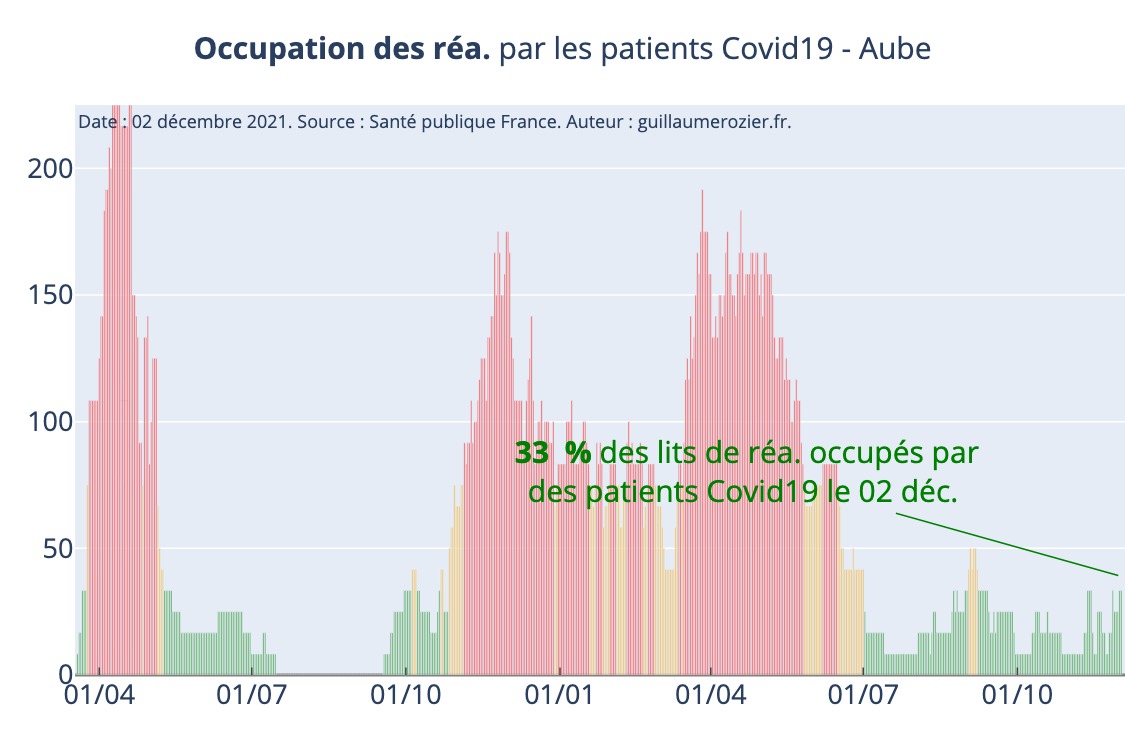 Occupation des réa. par les patients Covid19 - Aube
Date : 02 décembre 2021. Source : Santé publique France. Auteur : guillaumerozier.fr.
200
150
100
50
0
33 % des lits de réa. occupés par
des patients Covid19 le 02 déc.
01/04 01/07 01/10 01/01 01/04 01/07 01/10